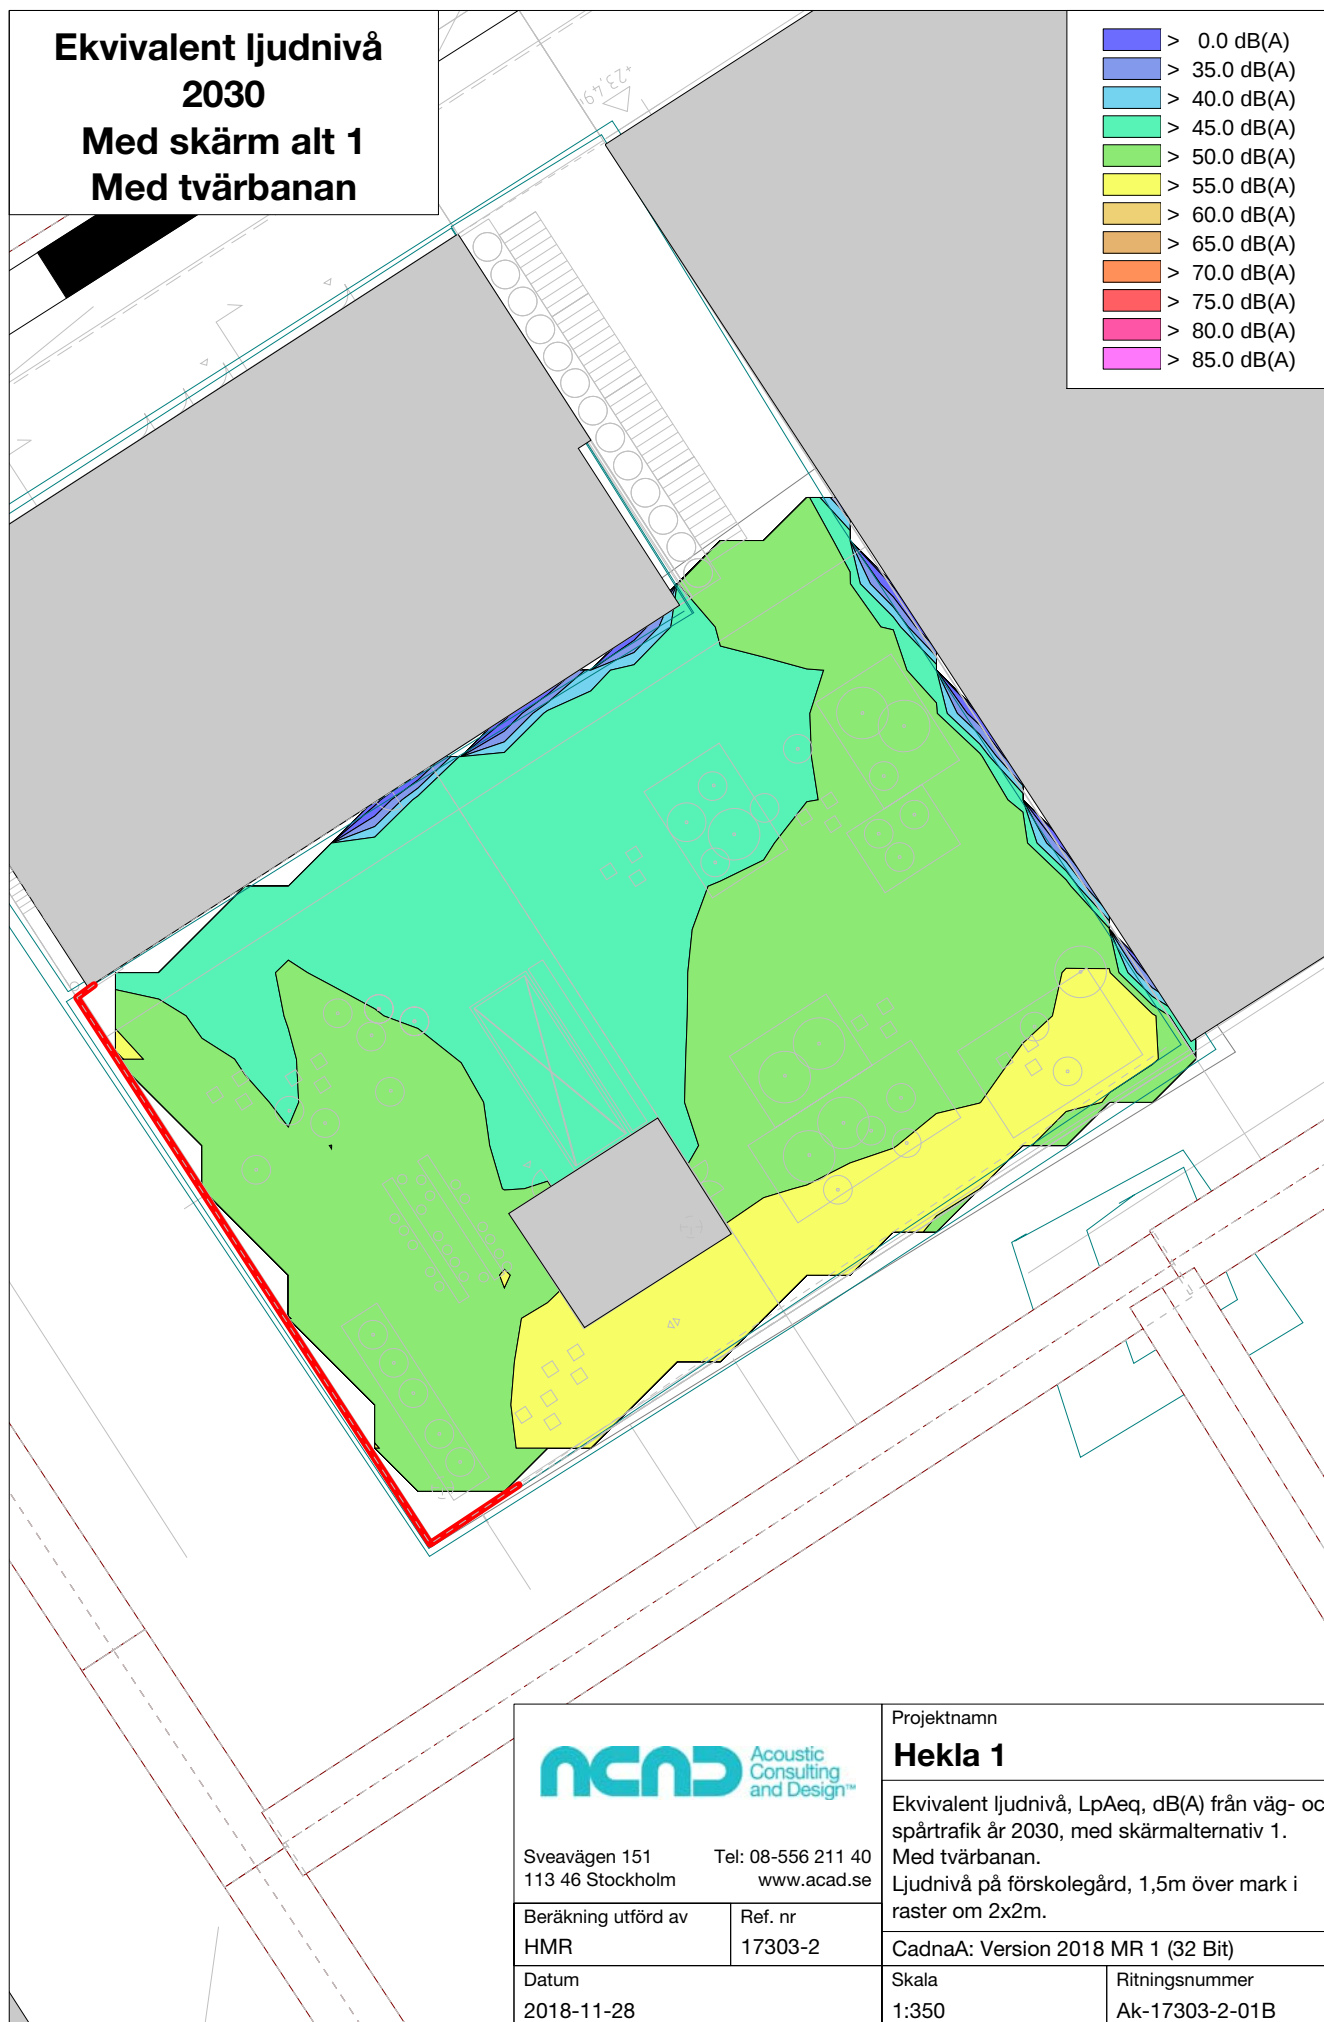 Ekvivalent ljudnivå
2030
Med skärm alt 1
Med tvärbanan
> 0.0 dB(A)
> 35.0 dB(A)
> 40.0 dB(A)
> 45.0 dB(A)
> 50.0 dB(A)
> 55.0 dB(A)
> 60.0 dB(A)
> 65.0 dB(A)
> 70.0 dB(A)
> 75.0 dB(A)
> 80.0 dB(A)
> 85.0 dB(A)
+23,49
ACAD
Acoustic
Consulting
and Design™
Sveavägen 151
113 46 Stockholm
Tel: 08-556 211 40
www.acad.se
Beräkning utförd av
HMR
Ref. nr
17303-2
Datum
2018-11-28
Projektnamn
Hekla 1
Ekvivalent ljudnivå, LpAeq, dB(A) från väg- oc
spårtrafik år 2030, med skärmalternativ 1.
Med tvärbanan.
Ljudnivå på förskolegård, 1,5m över mark i
raster om 2x2m.
CadnaA: Version 2018 MR 1 (32 Bit)
Skala
1:350
Ritningsnummer
Ak-17303-2-01B